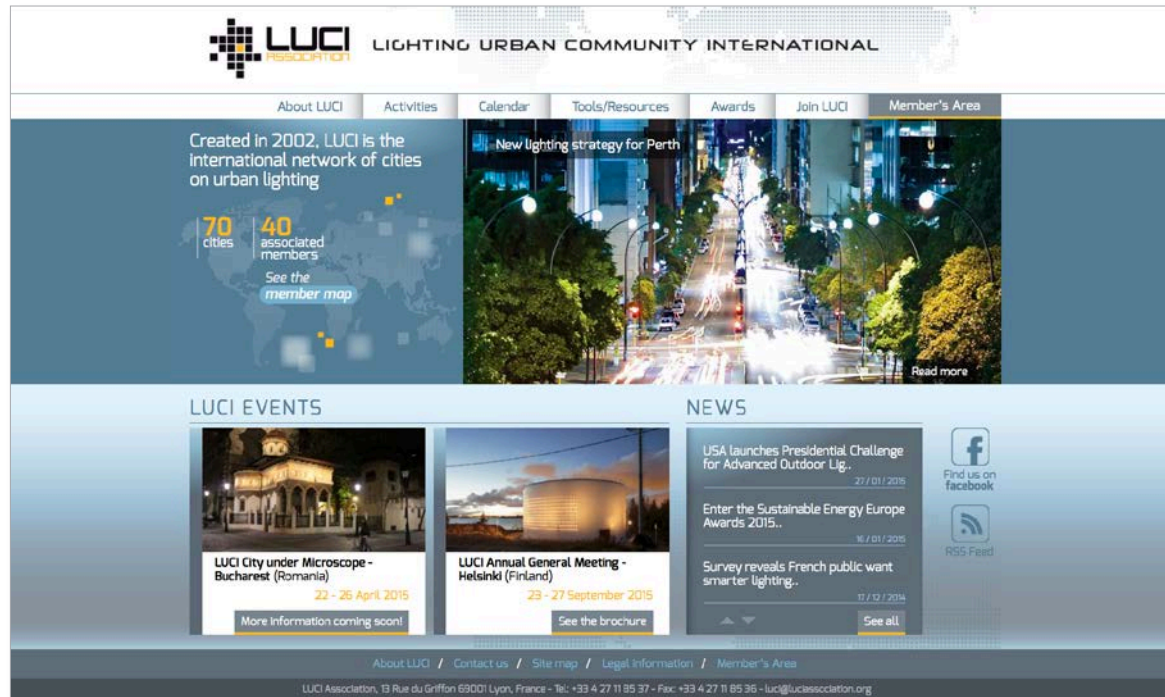 LUCI
ASSOCIATION
LIGHTING URBAN COMMUNITY INTERNATIONAL
About LUCI
Activities
Calendar
Tools/Resources
Awards
Join LUCI
Member's Area
Created in 2002, LUCI is the
international network of cities
on urban lighting
70
cities
40
associated
members
See the
member map
New lighting strategy for Perth
Read more
LUCI EVENTS
LUCI City under Microscope -
Bucharest (Romania)
22 - 26 April 2015
More information coming soon!
LUCI Annual General Meeting -
Helsinki (Finland)
23 - 27 September 2015
See the brochure
NEWS
USA launches Presidential Challenge
for Advanced Outdoor Lig..
27 / 01 / 2015
Enter the Sustainable Energy Europe
Awards 2015..
16 / 01 / 2015
Survey reveals French public want
smarter lighting..
17 / 12 / 2014
See all
Find us on
facebook
RSS Feed
About LUCI / Contact us / Site map / Legal Information / Member's Area
LUCI Association, 13 Rue du Griffon 69001 Lyon, France - Tel: +33 4 27 11 85 37 - Fax: +33 4 27 11 85 36 - luci@luciassociation.org